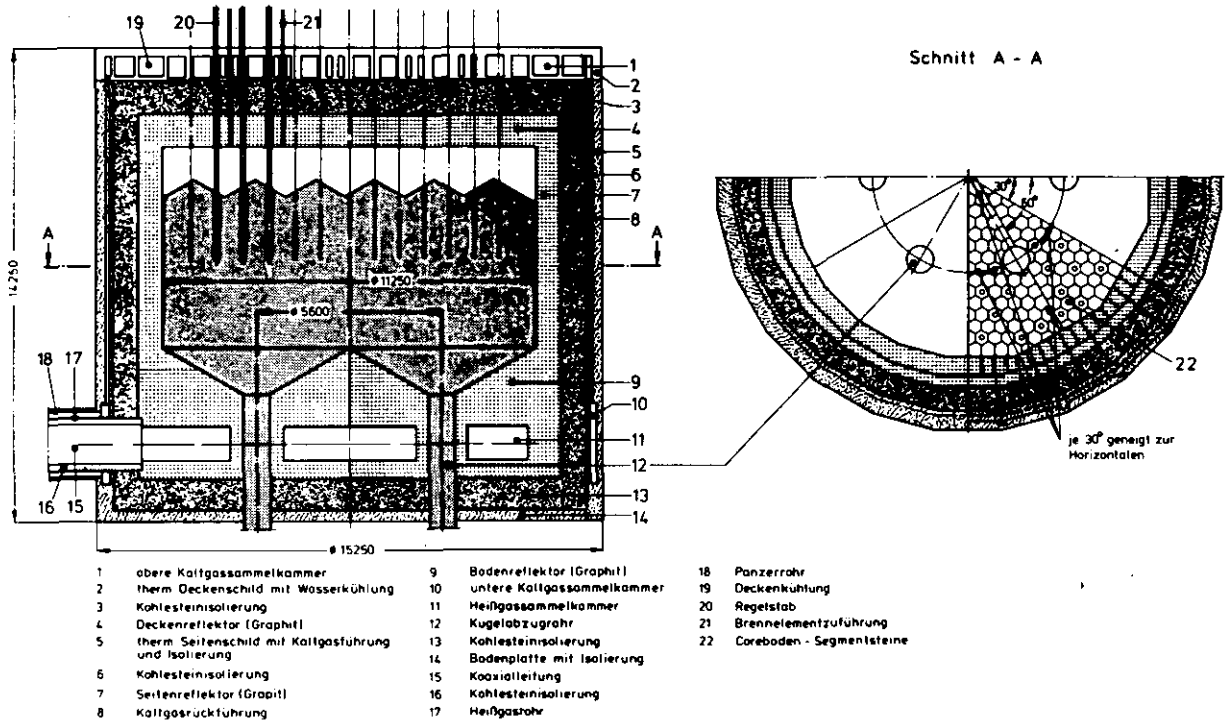 20
21
19
1
2
3
4
5
6
7
8
9
10
11
12
13
14
Schnitt A - A
A
A
14250
ø 11250
ø 5600
18
17
16
15
ø 15250
30°
60°
22
je 30° geneigt zur
Horizontalen
1 obere Kaltgassammelkammer
2 therm Deckenschild mit Wasserkühlung
3 Kohlesteinisolierung
4 Deckenreflektor (Graphit)
5 therm Seitenschild mit Kaltgasführung
und Isolierung
6 Kohlesteinisolierung
7 Seitenreflektor (Grapit)
8 Kaltgasrückführung
9 Bodenreflektor (Graphit)
10 untere Kaltgassammelkammer
11 Heißgassammelkammer
12 Kugelabzugrohr
13 Kohlesteinisolierung
14 Bodenplatte mit Isolierung
15 Koaxialleitung
16 Kohlesteinisolierung
17 Heißgasrohr
18 Panzerrohr
19 Deckenkühlung
20 Regelstab
21 Brennelementzuführung
22 Coreboden - Segmentsteine